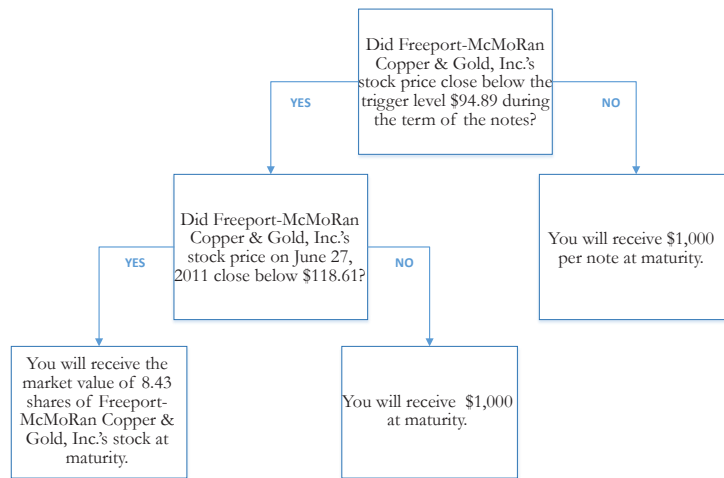 Did Freeport-McMoRan
Copper & Gold, Inc.'s
stock price close below the
trigger level $94.89 during
the term of the notes?
YES
NO
Did Freeport-McMoRan
Copper & Gold, Inc.'s
stock price on June 27,
2011 close below $118.61?
You will receive $1,000
per note at maturity.
YES
NO
You will receive the
market value of 8.43
shares of Freeport-
McMoRan Copper &
Gold, Inc.'s stock at
maturity.
You will receive $1,000
at maturity.